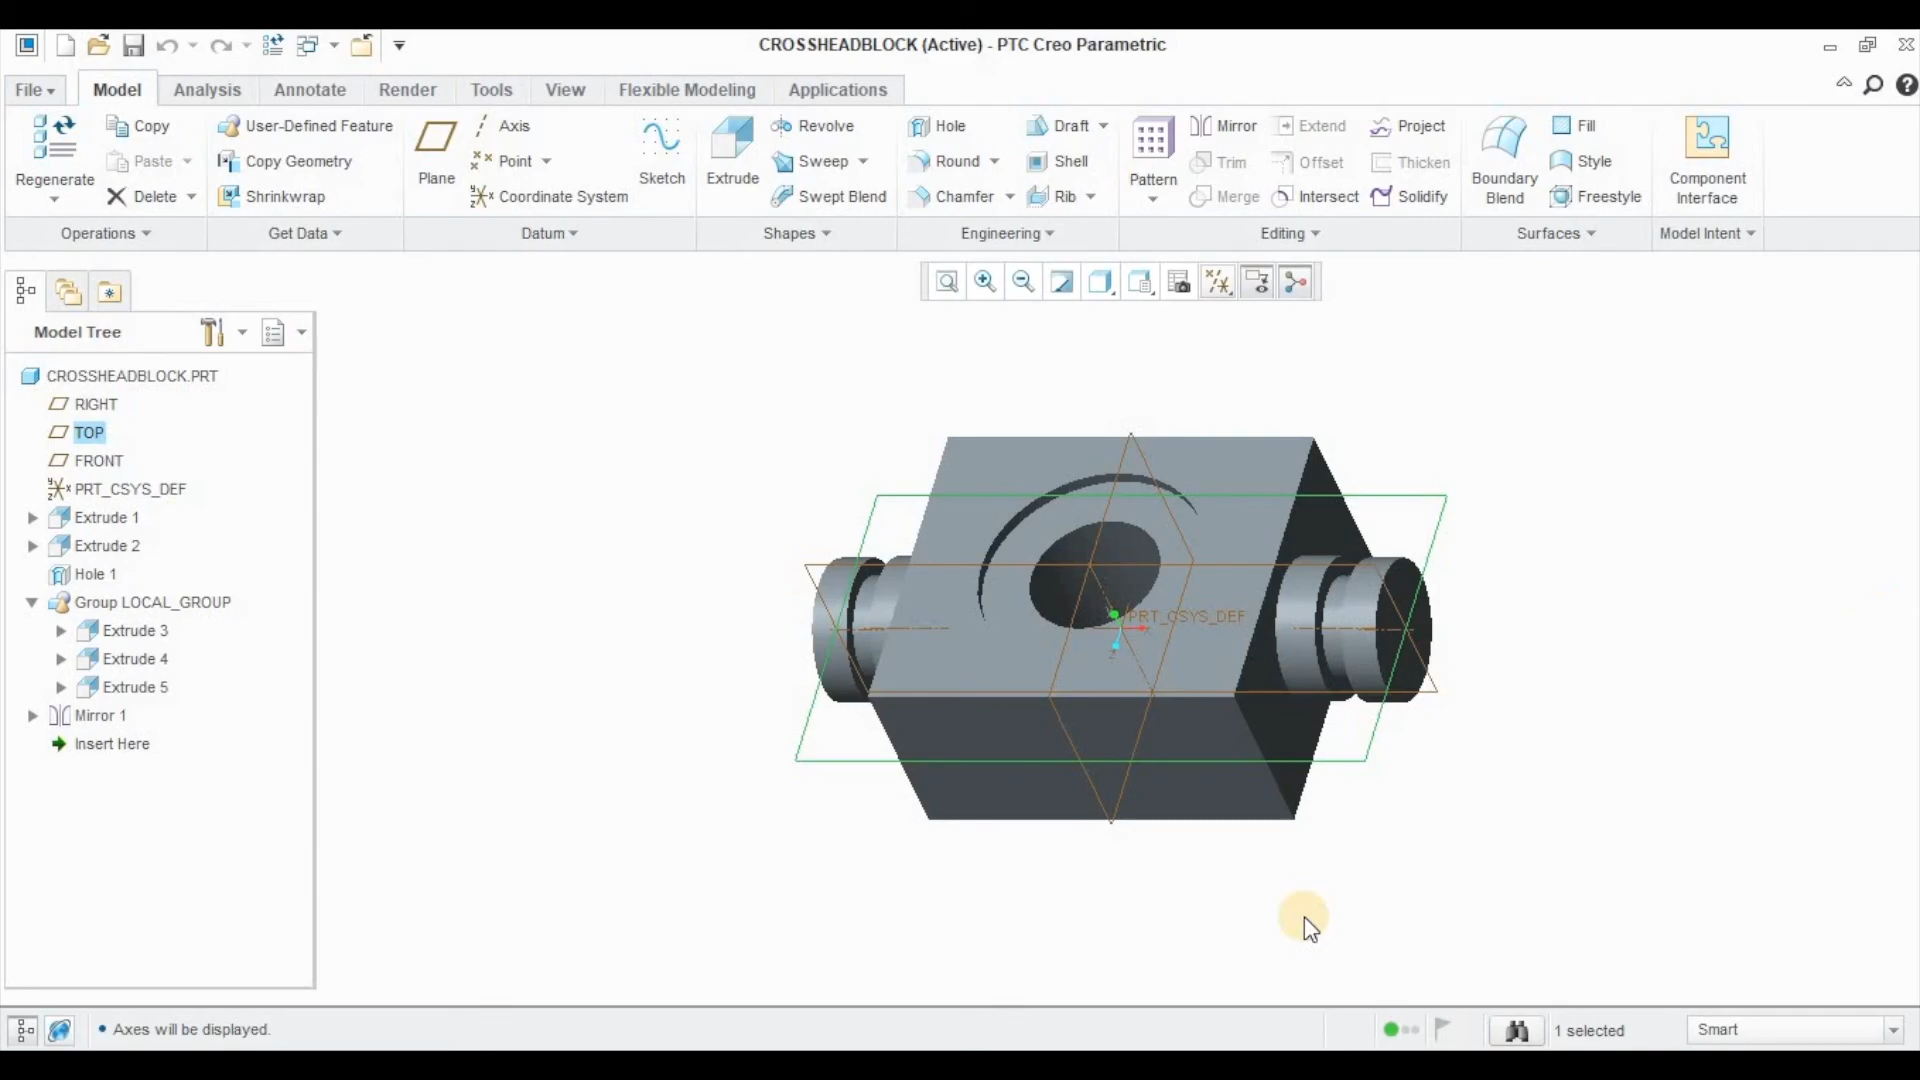 CROSSHEADBLOCK (Active) - PTC Creo Parametric
File Model Analysis Annotate Render Tools View Flexible Modeling Applications
Regenerate Copy Paste Delete
User-Defined Feature Copy Geometry Shrinkwrap
Plane Axis Point Coordinate System Sketch
Extrude Revolve Sweep Swept Blend
Hole Round Chamfer Draft Shell Rib
Pattern Mirror Trim Merge Extend Offset Intersect Project Thicken Solidify
Boundary Blend Fill Style Freestyle
Component Interface
Operations Get Data Datum Shapes Engineering Editing Surfaces Model Intent
Model Tree
CROSSHEADBLOCK.PRT
RIGHT
TOP
FRONT
PRT_CSYS_DEF
Extrude 1
Extrude 2
Hole 1
Group LOCAL_GROUP
Extrude 3
Extrude 4
Extrude 5
Mirror 1
Insert Here
PRT_CSYS_DEF
X
Z
Axes will be displayed.
1 selected
Smart